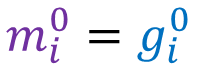 $m_i^0 = g_i^0$